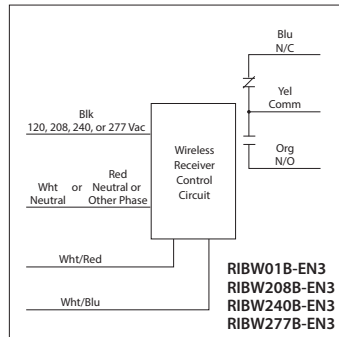 Blu
N/C
Yel
Comm
Org
N/O
Blk
120, 208, 240, or 277 Vac
Wireless
Receiver
Control
Circuit
Red
Wht or Neutral or
Neutral Other Phase
Wht/Red
Wht/Blu
RIBW01B-EN3
RIBW208B-EN3
RIBW240B-EN3
RIBW277B-EN3